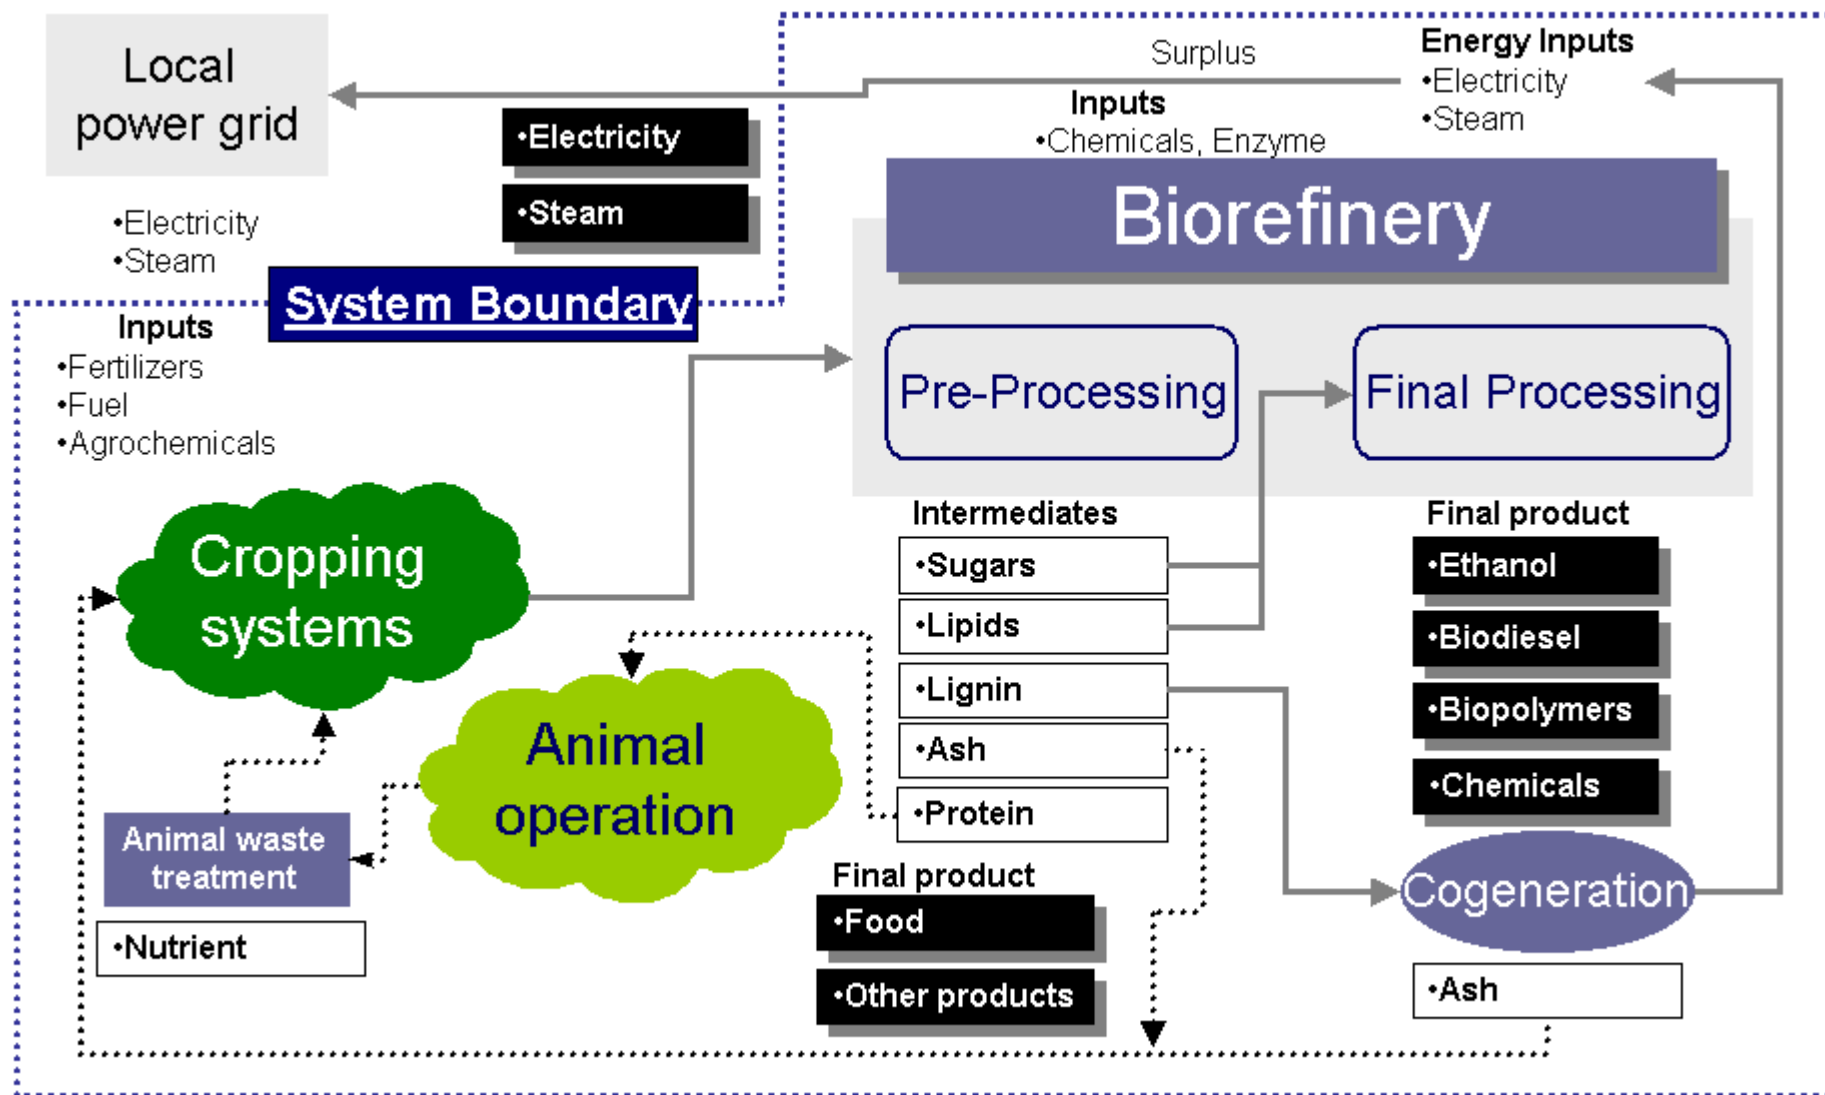 Local
power grid
Surplus
Energy Inputs
•Electricity
•Steam
Inputs
•Chemicals, Enzyme
•Electricity
•Steam
Biorefinery
•Electricity
•Steam
System Boundary
Inputs
•Fertilizers
•Fuel
•Agrochemicals
Pre-Processing
Final Processing
Cropping
systems
Intermediates
•Sugars
•Lipids
•Lignin
•Ash
•Protein
Final product
•Ethanol
•Biodiesel
•Biopolymers
•Chemicals
Animal
operation
Animal waste
treatment
•Nutrient
Final product
•Food
•Other products
Cogeneration
•Ash